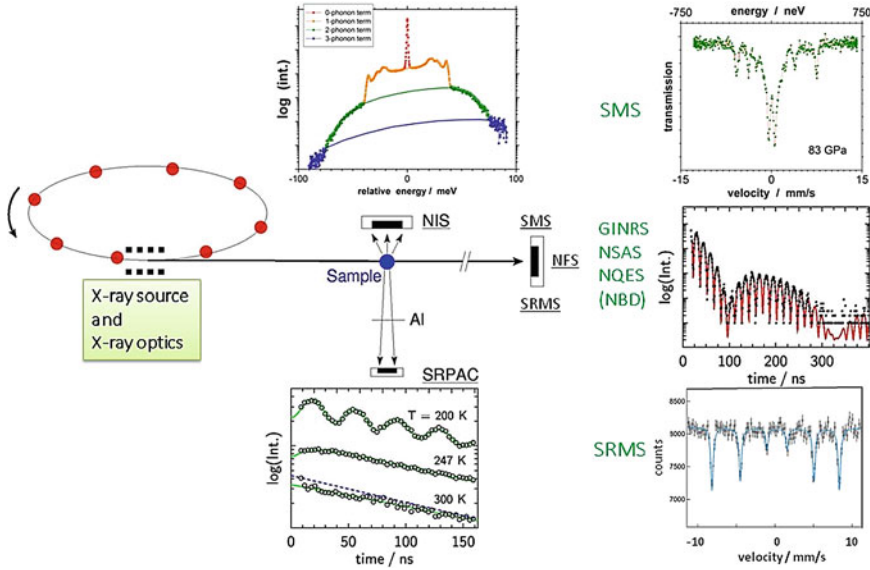 0-phonon term
1-phonon term
2-phonon term
3-phonon term
log (int.)
-100
0
100
relative energy / meV
-750
energy / neV
750
transmission
83 GPa
-15
0
15
velocity / mm/s
SMS
NIS
Sample
SMS
NFS
SRMS
GINRS
NSAS
NQES
(NBD)
log(Int.)
0
100
200
300
time / ns
X-ray source
and
X-ray optics
Al
SRPAC
T = 200 K
247 K
300 K
log(Int.)
0
50
100
150
time / ns
SRMS
counts
8000
7500
7000
-10
0
10
velocity / mm/s